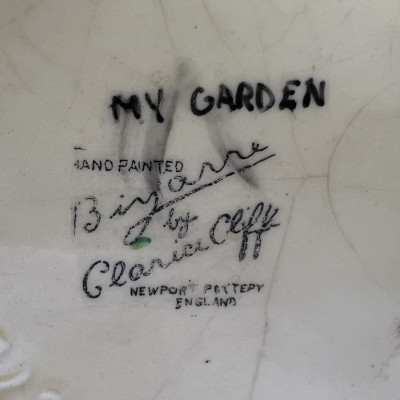 MY GARDEN
HAND PAINTED
Bizarre
by
Clarice Cliff
NEWPORT POTTERY
ENGLAND